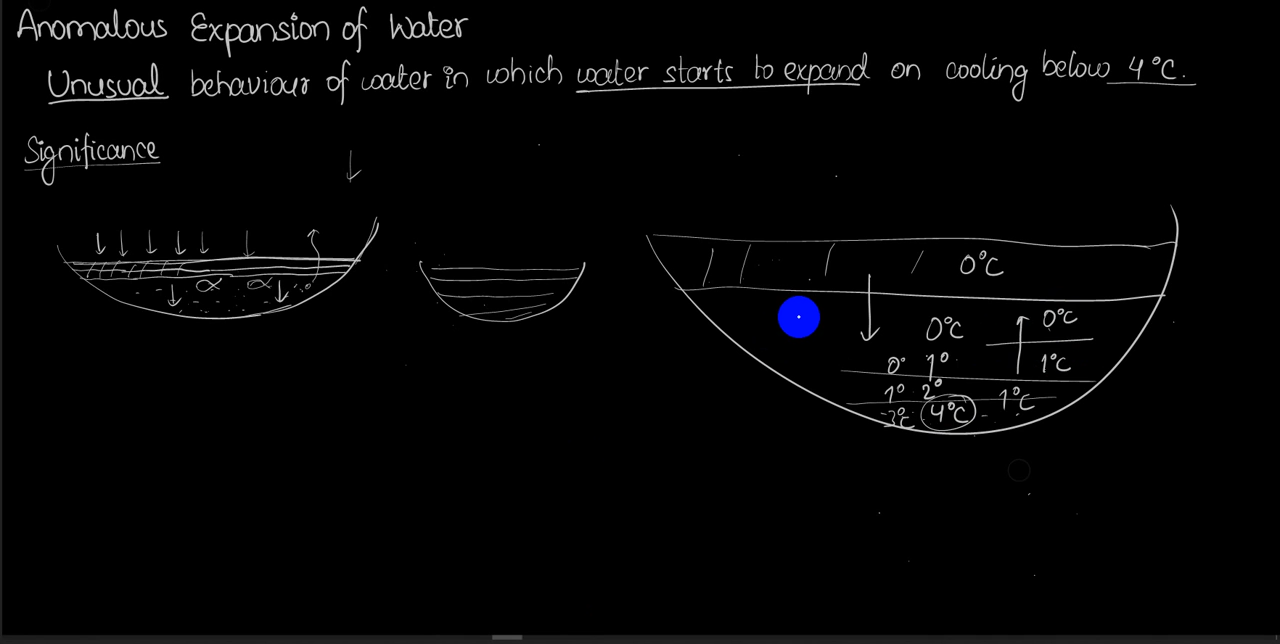 Anomalous Expansion of Water
Unusual behaviour of water in which water starts to expand on cooling below 4°C.
Significance
0°C
0°C 0°C
0° 1° 1°C
1° 2° 1°C
4°C